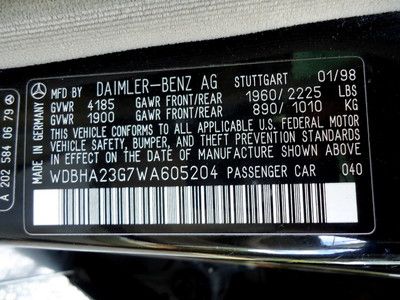 MFD BY DAIMLER-BENZ AG STUTTGART 01/98
GVWR 4185 GAWR FRONT/REAR 1960/2225 LBS
GVWR 1900 GAWR FRONT/REAR 890/1010 KG
THIS VEHICLE CONFORMS TO ALL APPLICABLE U.S. FEDERAL MOTOR
VEHICLE SAFETY, BUMPER, AND THEFT PREVENTION STANDARDS
IN EFFECT ON THE DATE OF MANUFACTURE SHOWN ABOVE.
WDBHA23G7WA605204 PASSENGER CAR 040
MADE IN GERMANY
A 202 584 06 79